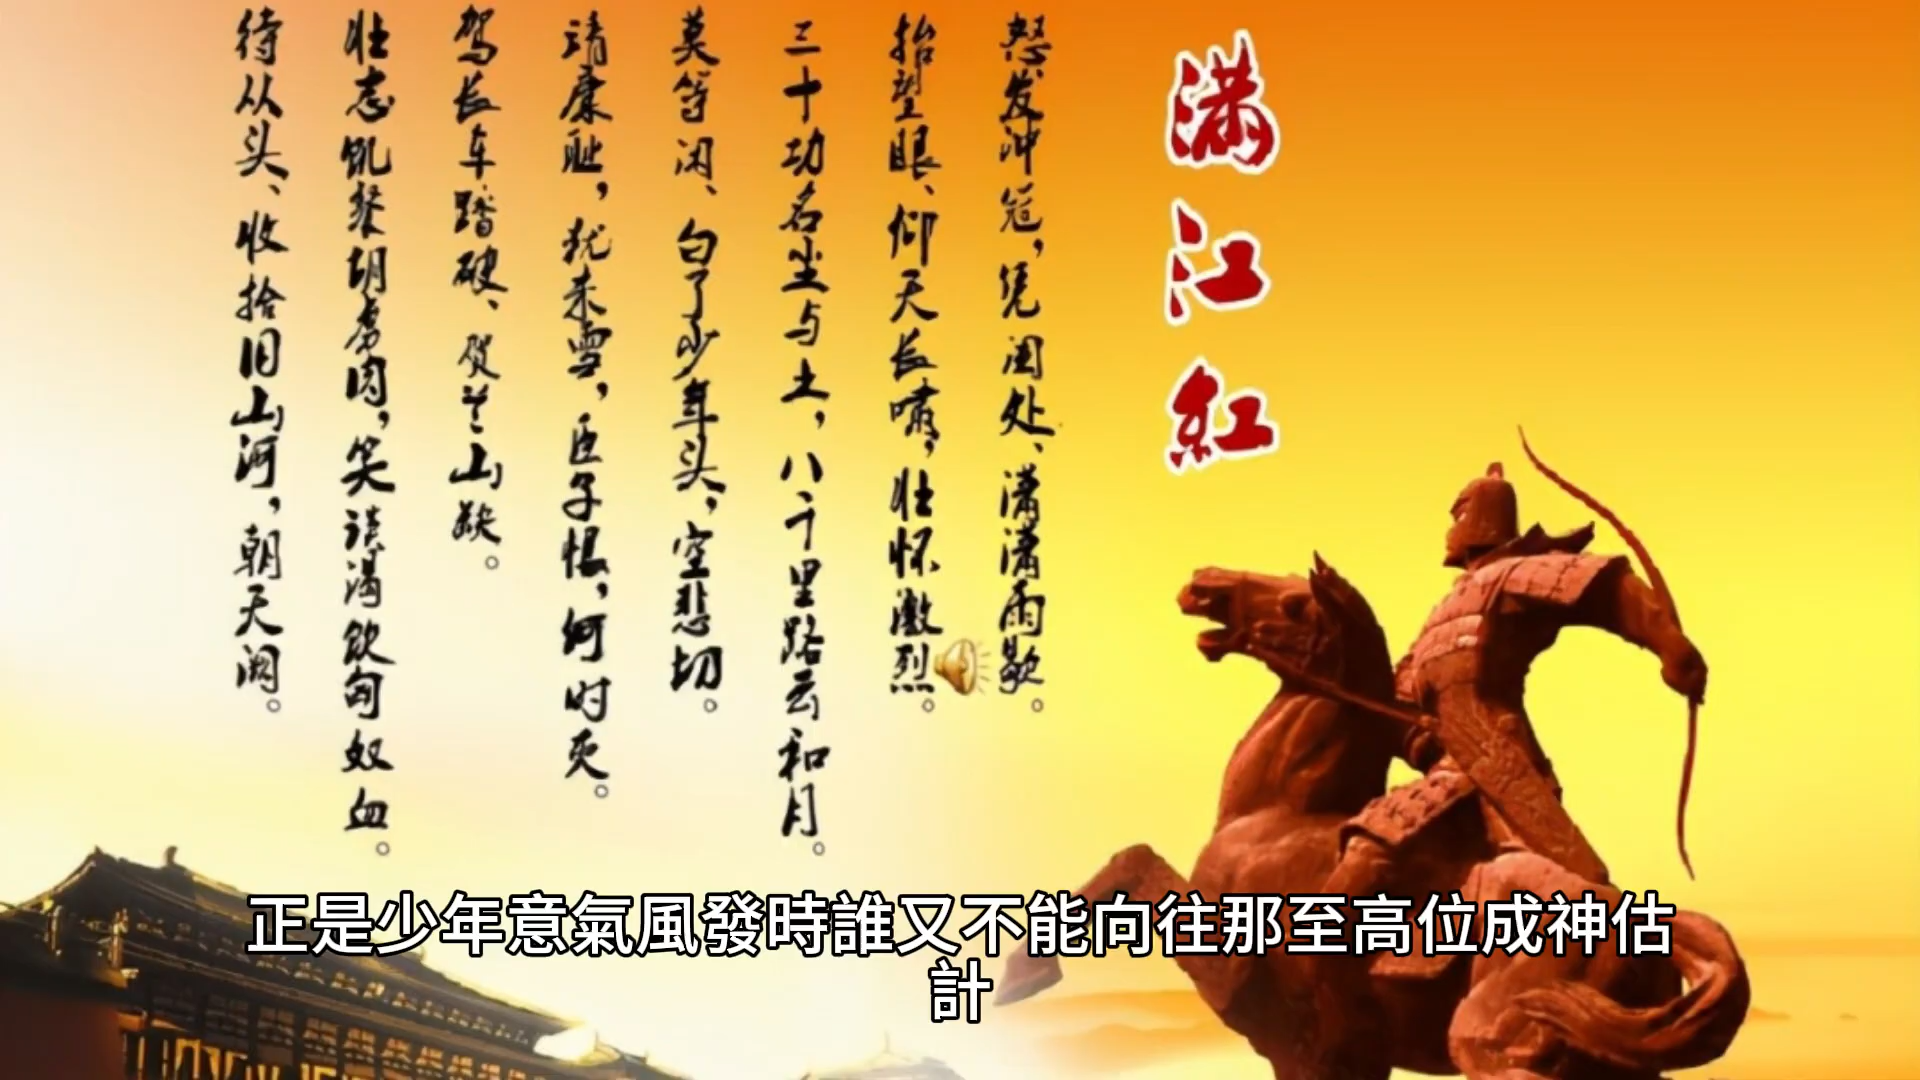 满江红
怒发冲冠，凭阑处、潇潇雨歇。
抬望眼、仰天长啸，壮怀激烈。
三十功名尘与土，八千里路云和月。
莫等闲、白了少年头，空悲切。
靖康耻，犹未雪，臣子恨，何时灭。
驾长车踏破、贺兰山缺。
壮志饥餐胡虏肉，笑谈渴饮匈奴血。
待从头、收拾旧山河，朝天阙。
正是少年意氣風發時誰又不能向往那至高位成神估
計